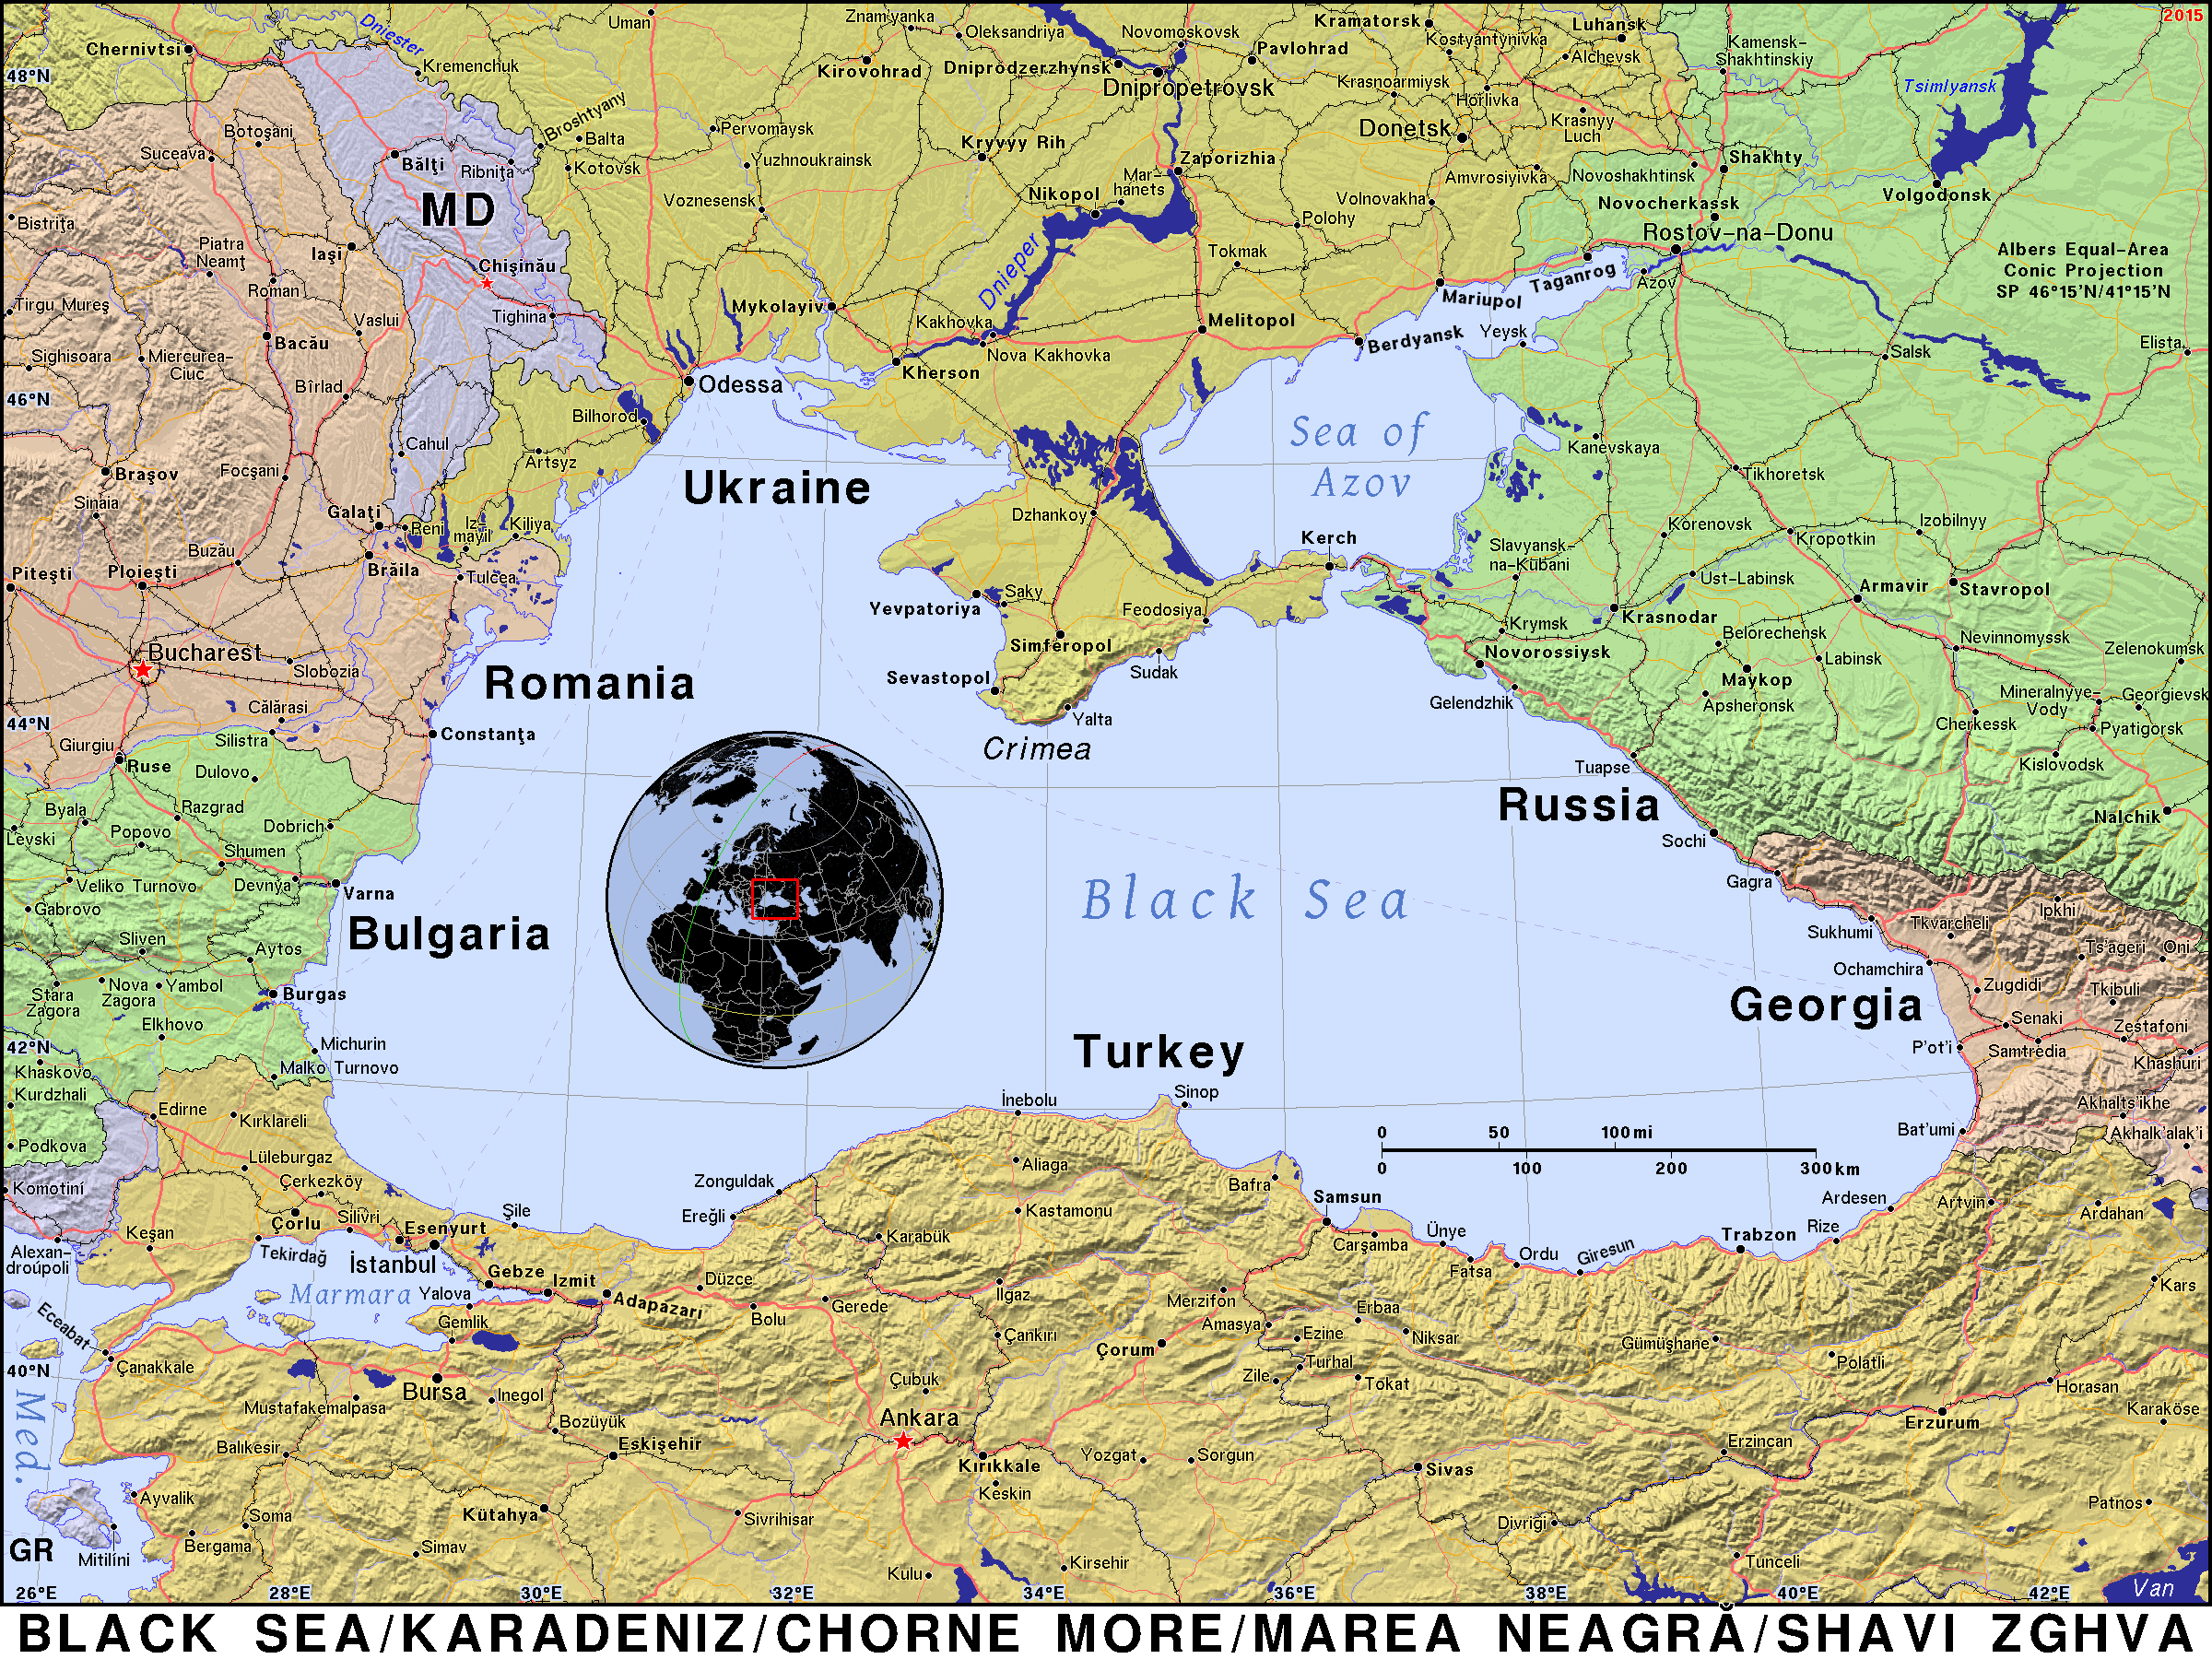 2015
Chernivtsi
Dniester
Kremenchuk
Uman
Znam'yanka
Oleksandriya
Novomoskovsk
Kramatorsk
Kostyantynivka
Luhansk
Alchevsk
Kamensk-
Shakhtinskiy
48°N
Kirovohrad
Dniprodzerzhynsk
Pavlohrad
Dnipropetrovsk
Krasnoarmiysk
Horlivka
Tsimlyansk
Botoşani
Broshtyany
Balta
Pervomaysk
Kryvyy Rih
Donetsk
Krasnyy
Luch
Suceava
Bălţi
Ribniţa
Kotovsk
Yuzhnoukrainsk
Zaporizhia
Mar-
hanets
Amvrosiyivka
Novoshakhtinsk
Shakhty
Bistriţa
MD
Voznesensk
Nikopol
Volnovakha
Polohy
Novocherkassk
Volgodonsk
Piatra
Neamţ
Iaşi
Chişinău
Dnieper
Tokmak
Rostov-na-Donu
Albers Equal-Area
Conic Projection
SP 46°15'N/41°15'N
Roman
Tirgu Mureş
Vaslui
Tighina
Mykolayiv
Kakhovka
Melitopol
Mariupol
Taganrog
Azov
Sighisoara
Miercurea-
Ciuc
Bacău
Nova Kakhovka
Berdyansk
Yeysk
Salsk
Elista
Bîrlad
Odessa
Kherson
46°N
Bilhorod
Sea of
Azov
Cahul
Kanevskaya
Braşov
Focşani
Artsyz
Tikhoretsk
Ukraine
Sinaia
Galaţi
Reni
Iz-
mayil
Kiliya
Dzhankoy
Korenovsk
Izobilnyy
Buzău
Kerch
Slavyansk-
na-Kubani
Kropotkin
Piteşti
Ploieşti
Brăila
Tulcea
Saky
Yevpatoriya
Feodosiya
Ust-Labinsk
Armavir
Stavropol
Krasnodar
Krymsk
Belorechensk
Nevinnomyssk
Zelenokumsk
Bucharest
Slobozia
Simferopol
Sudak
Novorossiysk
Labinsk
Romania
Sevastopol
Maykop
Gelendzhik
Apsheronsk
Mineralnyye-
Vody
Georgievsk
Călărasi
44°N
Yalta
Cherkessk
Pyatigorsk
Giurgiu
Silistra
Constanţa
Crimea
Ruse
Dulovo
Tuapse
Kislovodsk
Byala
Razgrad
Russia
Nalchik
Levski
Popovo
Dobrich
Sochi
Shumen
Veliko Turnovo
Devnya
Varna
Gagra
Gabrovo
Black Sea
Ipkhi
Bulgaria
Sukhumi
Tkvarcheli
Sliven
Aytos
Ts'ageri
Oni
Ochamchira
Stara
Zagora
Nova
Zagora
Yambol
Burgas
Zugdidi
Tkibuli
Georgia
Elkhovo
Senaki
Zestafoni
42°N
Michurin
Turkey
P'ot'i
Samtredia
Khashuri
Khaskovo
Malko Turnovo
Kurdzhali
Sinop
İnebolu
Akhalts'ikhe
Edirne
Kırklareli
Podkova
0
50
100mi
Bat'umi
Akhalk'alak'i
Lüleburgaz
Aliaga
0
100
200
300km
Komotiní
Çerkezköy
Zonguldak
Bafra
Samsun
Ardesen
Artvin
Ardahan
Keşan
Çorlu
Silivri
Esenyurt
Şile
Ereğli
Kastamonu
Karabük
Çarşamba
Ünye
Trabzon
Rize
Alexan-
droúpoli
Tekirdağ
İstanbul
Gebze
Izmit
Düzce
Fatsa
Ordu
Giresun
Marmara
Yalova
Adapazarı
Gerede
Ilgaz
Merzifon
Erbaa
Kars
Eceabat
Gemlik
Bolu
Çankırı
Amasya
Ezine
Niksar
Gümüşhane
Çanakkale
Çorum
Turhal
Polatli
40°N
Bursa
Inegol
Çubuk
Zile
Tokat
Horasan
Mustafakemalpasa
Bozüyük
Ankara
Erzurum
Karaköse
Med.
Balıkesir
Eskişehir
Kırıkkale
Yozgat
Sorgun
Sivas
Erzincan
Ayvalik
Soma
Kütahya
Sivrihisar
Keskin
Divriği
Patnos
GR
Mitilíni
Bergama
Simav
Kulu
Kirsehir
Tunceli
Van
26°E
28°E
30°E
32°E
34°E
36°E
38°E
40°E
42°E
BLACK SEA/KARADENIZ/CHORNE MORE/MAREA NEAGRĂ/SHAVI ZGHVA